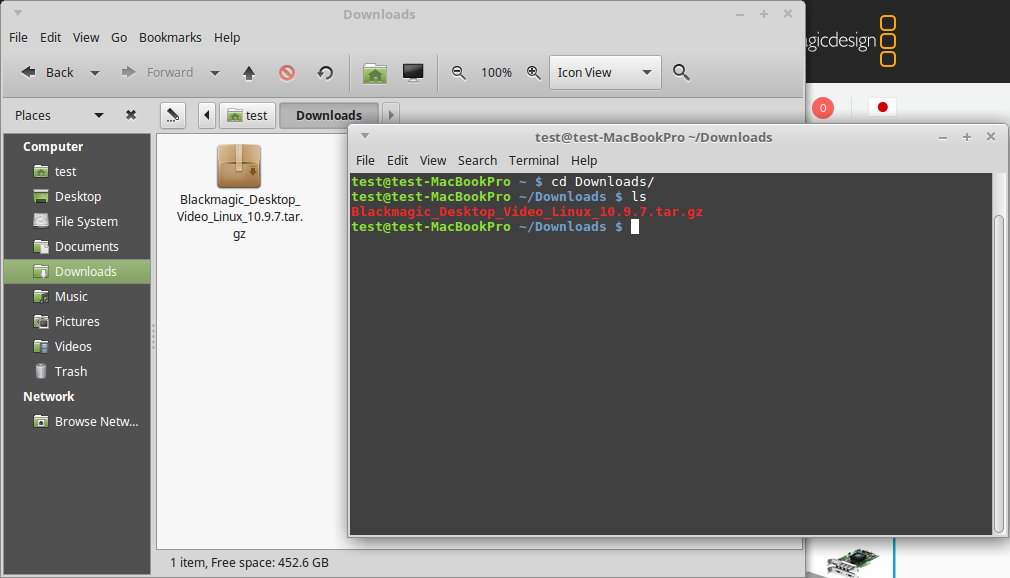 Downloads
File Edit View Go Bookmarks Help
Back Forward 100% Icon View
Places
test Downloads
Computer
test
Desktop
File System
Documents
Downloads
Music
Pictures
Videos
Trash
Network
Browse Netw...
Blackmagic_Desktop_
Video_Linux_10.9.7.tar.
gz
1 item, Free space: 452.6 GB
gicdesign
0
test@test-MacBookPro ~/Downloads
File Edit View Search Terminal Help
test@test-MacBookPro ~ $ cd Downloads/
test@test-MacBookPro ~/Downloads $ ls
Blackmagic_Desktop_Video_Linux_10.9.7.tar.gz
test@test-MacBookPro ~/Downloads $